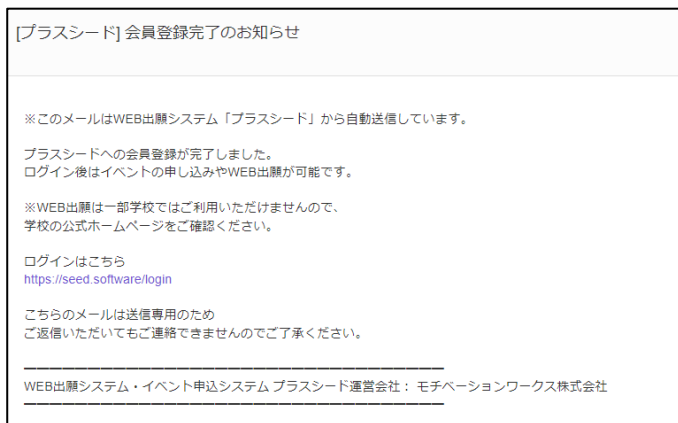 [プラスシード] 会員登録完了のお知らせ
※このメールはWEB出願システム「プラスシード」から自動送信しています。
プラスシードへの会員登録が完了しました。
ログイン後はイベントの申し込みやWEB出願が可能です。
※WEB出願は一部学校ではご利用いただけませんので、
学校の公式ホームページをご確認ください。
ログインはこちら
https://seed.software/login
こちらのメールは送信専用のため
ご返信いただいてもご連絡できませんのでご了承ください。
WEB出願システム・イベント申込システム プラスシード運営会社： モチベーションワークス株式会社